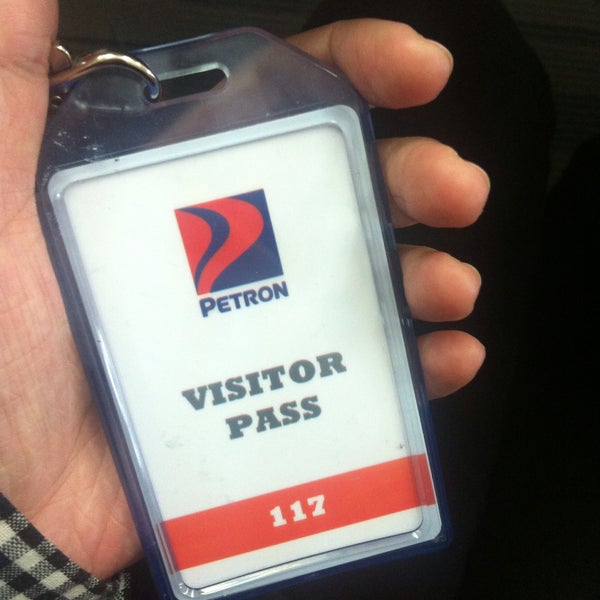 PETRON
VISITOR
PASS
117